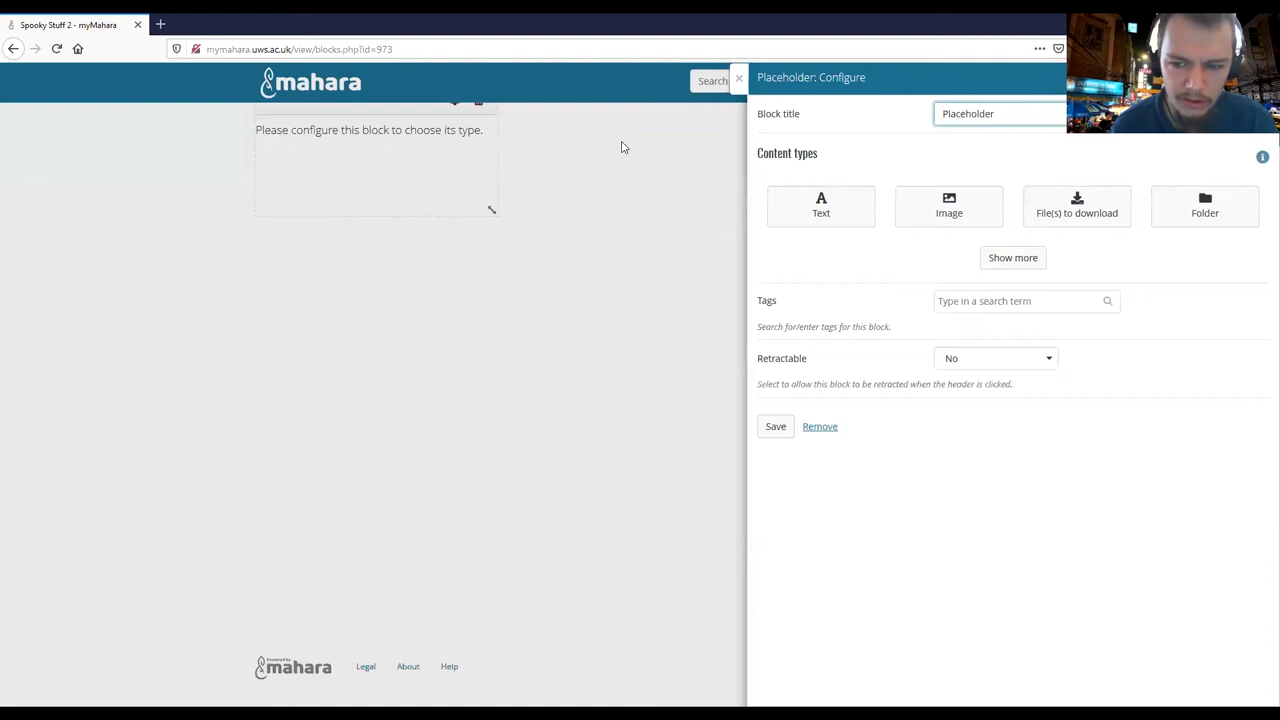 Spooky Stuff 2 - myMahara
mymahara.uws.ac.uk/view/blocks.php?id=973
mahara
Search
Placeholder: Configure
Please configure this block to choose its type.
Block title
Placeholder
Content types
Text
Image
File(s) to download
Folder
Show more
Tags
Type in a search term
Search for/enter tags for this block.
Retractable
No
Select to allow this block to be retracted when the header is clicked.
Save
Remove
Powered by
mahara
Legal
About
Help